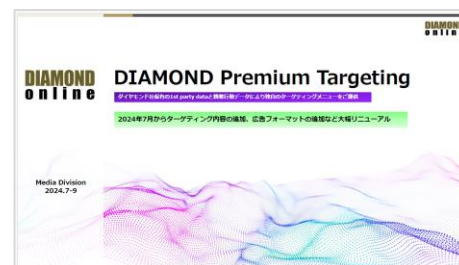 DIAMOND
online
DIAMOND
online
DIAMOND Premium Targeting
ダイヤモンド社保有の1st party dataと読者行動データにより独自のターゲティングメニューをご提供
2024年7月からターゲティング内容の追加、広告フォーマットの追加など大幅リニューアル
Media Division
2024.7-9